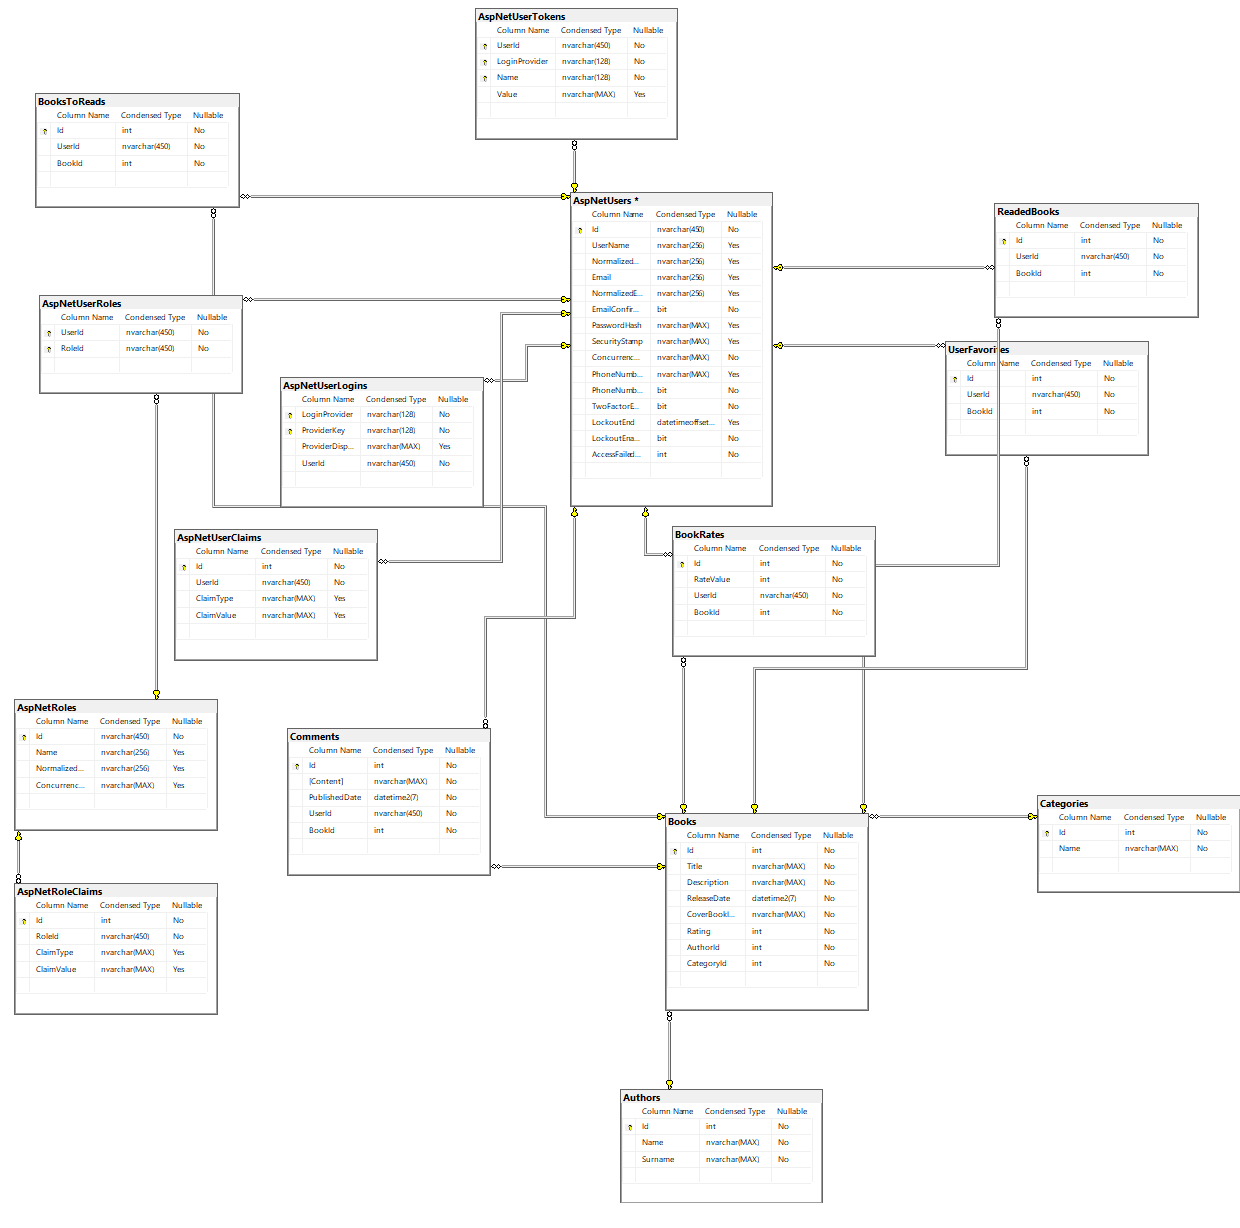 AspNetUserTokens
Column Name Condensed Type Nullable
UserId nvarchar(450) No
LoginProvider nvarchar(128) No
Name nvarchar(128) No
Value nvarchar(MAX) Yes
BooksToReads
Column Name Condensed Type Nullable
Id int No
UserId nvarchar(450) No
BookId int No
AspNetUsers *
Column Name Condensed Type Nullable
Id nvarchar(450) No
UserName nvarchar(256) Yes
Normalized... nvarchar(256) Yes
Email nvarchar(256) Yes
NormalizedE... nvarchar(256) Yes
EmailConfir... bit No
PasswordHash nvarchar(MAX) Yes
SecurityStamp nvarchar(MAX) Yes
Concurrenc... nvarchar(MAX) No
PhoneNumb... nvarchar(MAX) Yes
PhoneNumb... bit No
TwoFactorE... bit No
LockoutEnd datetimeoffset... Yes
LockoutEna... bit No
AccessFailed... int No
ReadedBooks
Column Name Condensed Type Nullable
Id int No
UserId nvarchar(450) No
BookId int No
AspNetUserRoles
Column Name Condensed Type Nullable
UserId nvarchar(450) No
RoleId nvarchar(450) No
UserFavorites
Column Name Condensed Type Nullable
Id int No
UserId nvarchar(450) No
BookId int No
AspNetUserLogins
Column Name Condensed Type Nullable
LoginProvider nvarchar(128) No
ProviderKey nvarchar(128) No
ProviderDisp... nvarchar(MAX) Yes
UserId nvarchar(450) No
AspNetUserClaims
Column Name Condensed Type Nullable
Id int No
UserId nvarchar(450) No
ClaimType nvarchar(MAX) Yes
ClaimValue nvarchar(MAX) Yes
BookRates
Column Name Condensed Type Nullable
Id int No
RateValue int No
UserId nvarchar(450) No
BookId int No
AspNetRoles
Column Name Condensed Type Nullable
Id nvarchar(450) No
Name nvarchar(256) Yes
Normalized... nvarchar(256) Yes
Concurrenc... nvarchar(MAX) Yes
Comments
Column Name Condensed Type Nullable
Id int No
[Content] nvarchar(MAX) No
PublishedDate datetime2(7) No
UserId nvarchar(450) No
BookId int No
Categories
Column Name Condensed Type Nullable
Id int No
Name nvarchar(MAX) No
Books
Column Name Condensed Type Nullable
Id int No
Title nvarchar(MAX) No
Description nvarchar(MAX) No
ReleaseDate datetime2(7) No
CoverBookI... nvarchar(MAX) No
Rating int No
AuthorId int No
CategoryId int No
AspNetRoleClaims
Column Name Condensed Type Nullable
Id int No
RoleId nvarchar(450) No
ClaimType nvarchar(MAX) Yes
ClaimValue nvarchar(MAX) Yes
Authors
Column Name Condensed Type Nullable
Id int No
Name nvarchar(MAX) No
Surname nvarchar(MAX) No